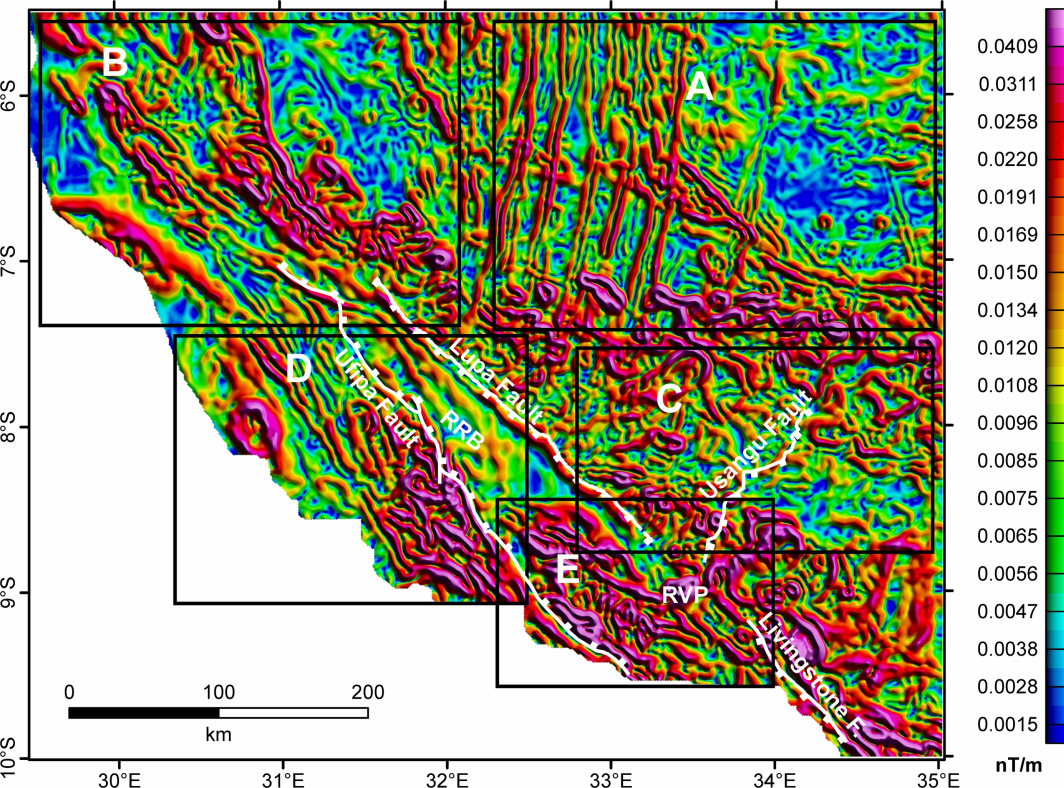 B
A
D
C
E
Lupa Fault
Ufipa Fault
RRB
Usangu Fault
RVP
Livingstone F.
6°S
7°S
8°S
9°S
10°S
30°E
31°E
32°E
33°E
34°E
35°E
0 100 200
km
0.0409
0.0311
0.0258
0.0220
0.0191
0.0169
0.0150
0.0134
0.0120
0.0108
0.0096
0.0085
0.0075
0.0065
0.0056
0.0047
0.0038
0.0028
0.0015
nT/m